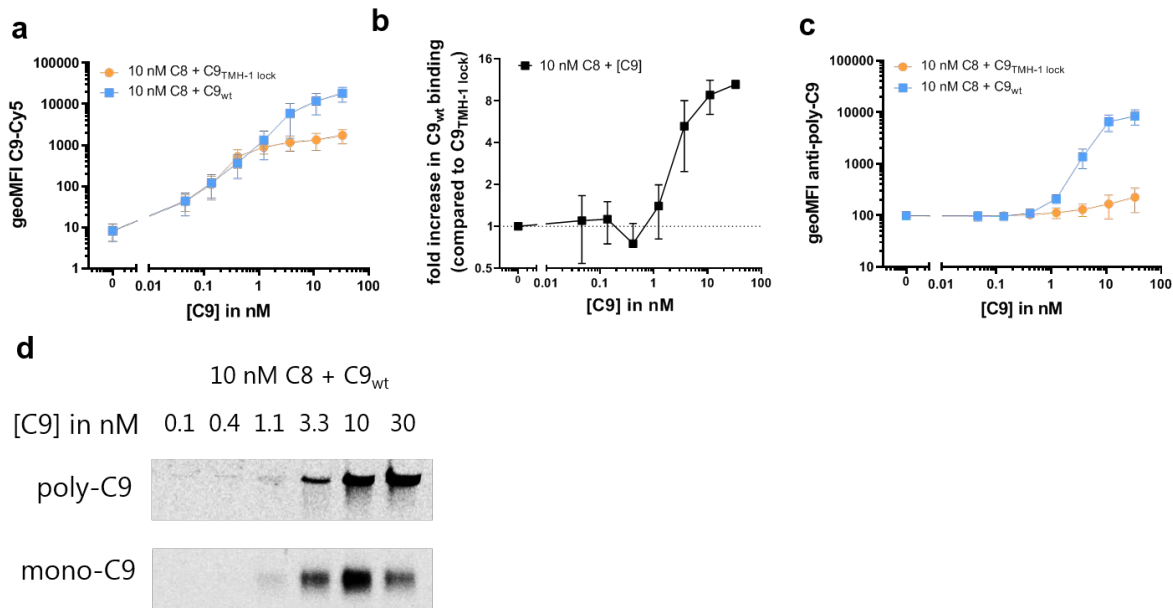 a
geoMFI C9-Cy5
100000
10000
1000
100
10
1
10 nM C8 + C9TMH-1 lock
10 nM C8 + C9wt
0
0.01
0.1
1
10
100
[C9] in nM
b
fold increase in C9wt binding
(compared to C9TMH-1 lock)
16
8
4
2
1
0.5
10 nM C8 + [C9]
0
0.01
0.1
1
10
100
[C9] in nM
c
geoMFI anti-poly-C9
100000
10000
1000
100
10
10 nM C8 + C9TMH-1 lock
10 nM C8 + C9wt
0
0.01
0.1
1
10
100
[C9] in nM
d
10 nM C8 + C9wt
[C9] in nM 0.1 0.4 1.1 3.3 10 30
poly-C9
mono-C9